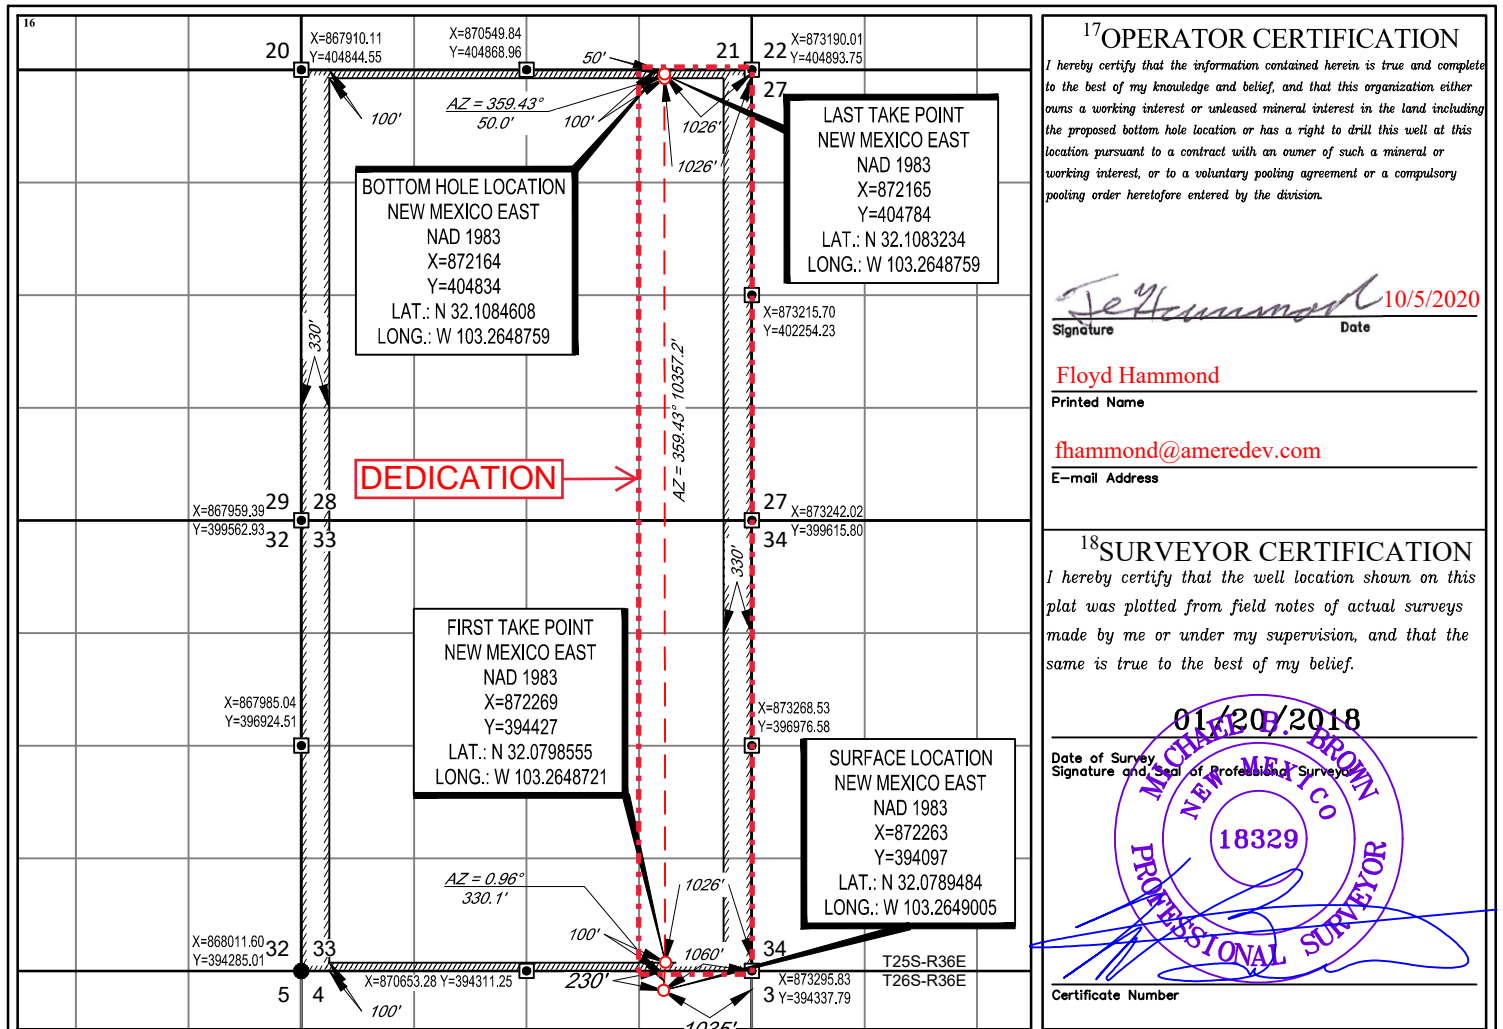 16
X=867910.11
Y=404844.55
X=870549.84
Y=404868.96
50'
20
21
22
X=873190.01
Y=404893.75
27
AZ = 359.43°
50.0'
100'
100'
1026'
1026'
BOTTOM HOLE LOCATION
NEW MEXICO EAST
NAD 1983
X=872164
Y=404834
LAT.: N 32.1084608
LONG.: W 103.2648759
LAST TAKE POINT
NEW MEXICO EAST
NAD 1983
X=872165
Y=404784
LAT.: N 32.1083234
LONG.: W 103.2648759
330'
X=873215.70
Y=402254.23
AZ = 359.43° 10357.2'
DEDICATION
X=867959.39
Y=399562.93
29
28
32
33
27
34
X=873242.02
Y=399615.80
330'
FIRST TAKE POINT
NEW MEXICO EAST
NAD 1983
X=872269
Y=394427
LAT.: N 32.0798555
LONG.: W 103.2648721
X=867985.04
Y=396924.51
X=873268.53
Y=396976.58
SURFACE LOCATION
NEW MEXICO EAST
NAD 1983
X=872263
Y=394097
LAT.: N 32.0789484
LONG.: W 103.2649005
AZ = 0.96°
330.1'
1026'
100'
1060'
230'
X=868011.60
Y=394285.01
32
33
5
4
100'
X=870653.28 Y=394311.25
34
3
T25S-R36E
T26S-R36E
X=873295.83
Y=394337.79
1035'
17OPERATOR CERTIFICATION
I hereby certify that the information contained herein is true and complete
to the best of my knowledge and belief, and that this organization either
owns a working interest or unleased mineral interest in the land including
the proposed bottom hole location or has a right to drill this well at this
location pursuant to a contract with an owner of such a mineral or
working interest, or to a voluntary pooling agreement or a compulsory
pooling order heretofore entered by the division.
10/5/2020
Signature
Date
Floyd Hammond
Printed Name
fhammond@ameredev.com
E-mail Address
18SURVEYOR CERTIFICATION
I hereby certify that the well location shown on this
plat was plotted from field notes of actual surveys
made by me or under my supervision, and that the
same is true to the best of my belief.
01/20/2018
Date of Survey
Signature and Seal of Professional Surveyor
MICHAEL B. BROWN
NEW MEXICO
18329
PROFESSIONAL SURVEYOR
Certificate Number